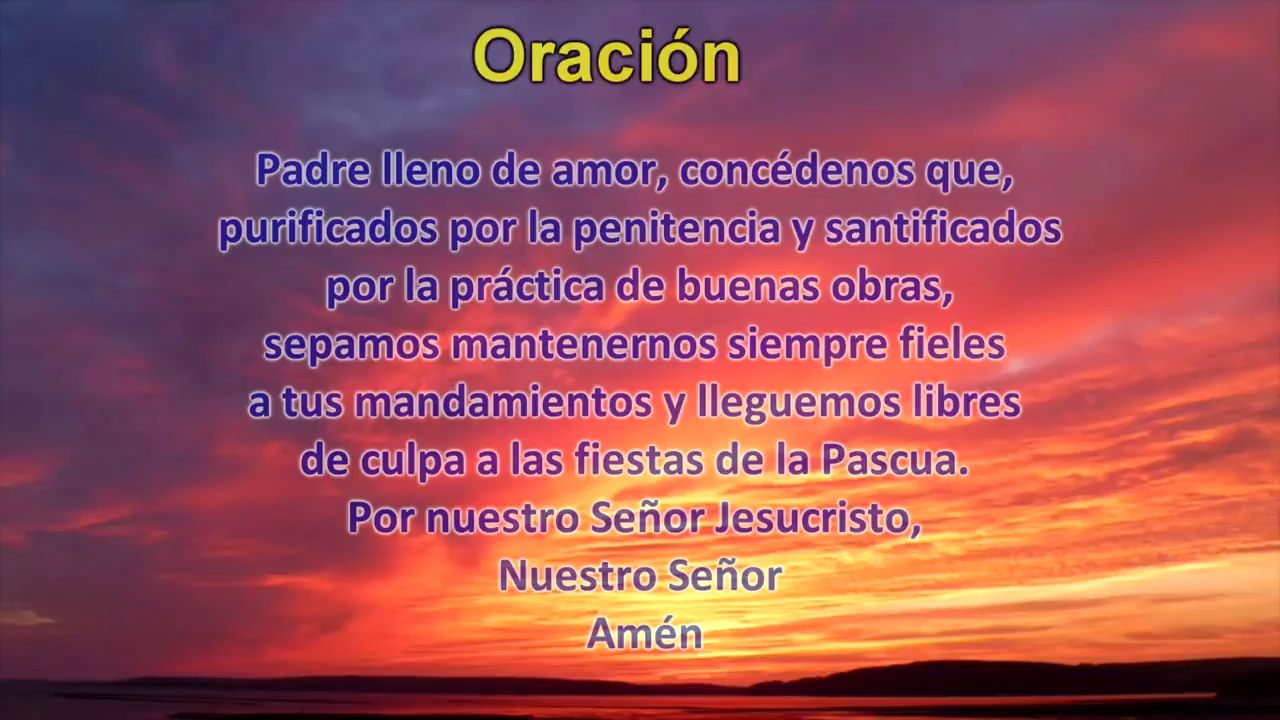 Oración
Padre lleno de amor, concédenos que,
purificados por la penitencia y santificados
por la práctica de buenas obras,
sepamos mantenernos siempre fieles
a tus mandamientos y lleguemos libres
de culpa a las fiestas de la Pascua.
Por nuestro Señor Jesucristo,
Nuestro Señor
Amén